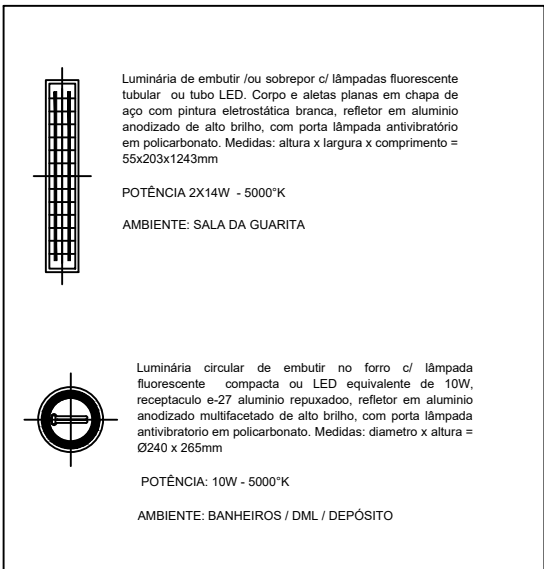 Luminária de embutir /ou sobrepor c/ lâmpadas fluorescente
tubular ou tubo LED. Corpo e aletas planas em chapa de
aço com pintura eletrostática branca, refletor em aluminio
anodizado de alto brilho, com porta lâmpada antivibratório
em policarbonato. Medidas: altura x largura x comprimento =
55x203x1243mm
POTÊNCIA 2X14W - 5000°K
AMBIENTE: SALA DA GUARITA
Luminária circular de embutir no forro c/ lâmpada
fluorescente compacta ou LED equivalente de 10W,
receptaculo e-27 aluminio repuxadoo, refletor em aluminio
anodizado multifacetado de alto brilho, com porta lâmpada
antivibratorio em policarbonato. Medidas: diametro x altura =
Ø240 x 265mm
POTÊNCIA: 10W - 5000°K
AMBIENTE: BANHEIROS / DML / DEPÓSITO